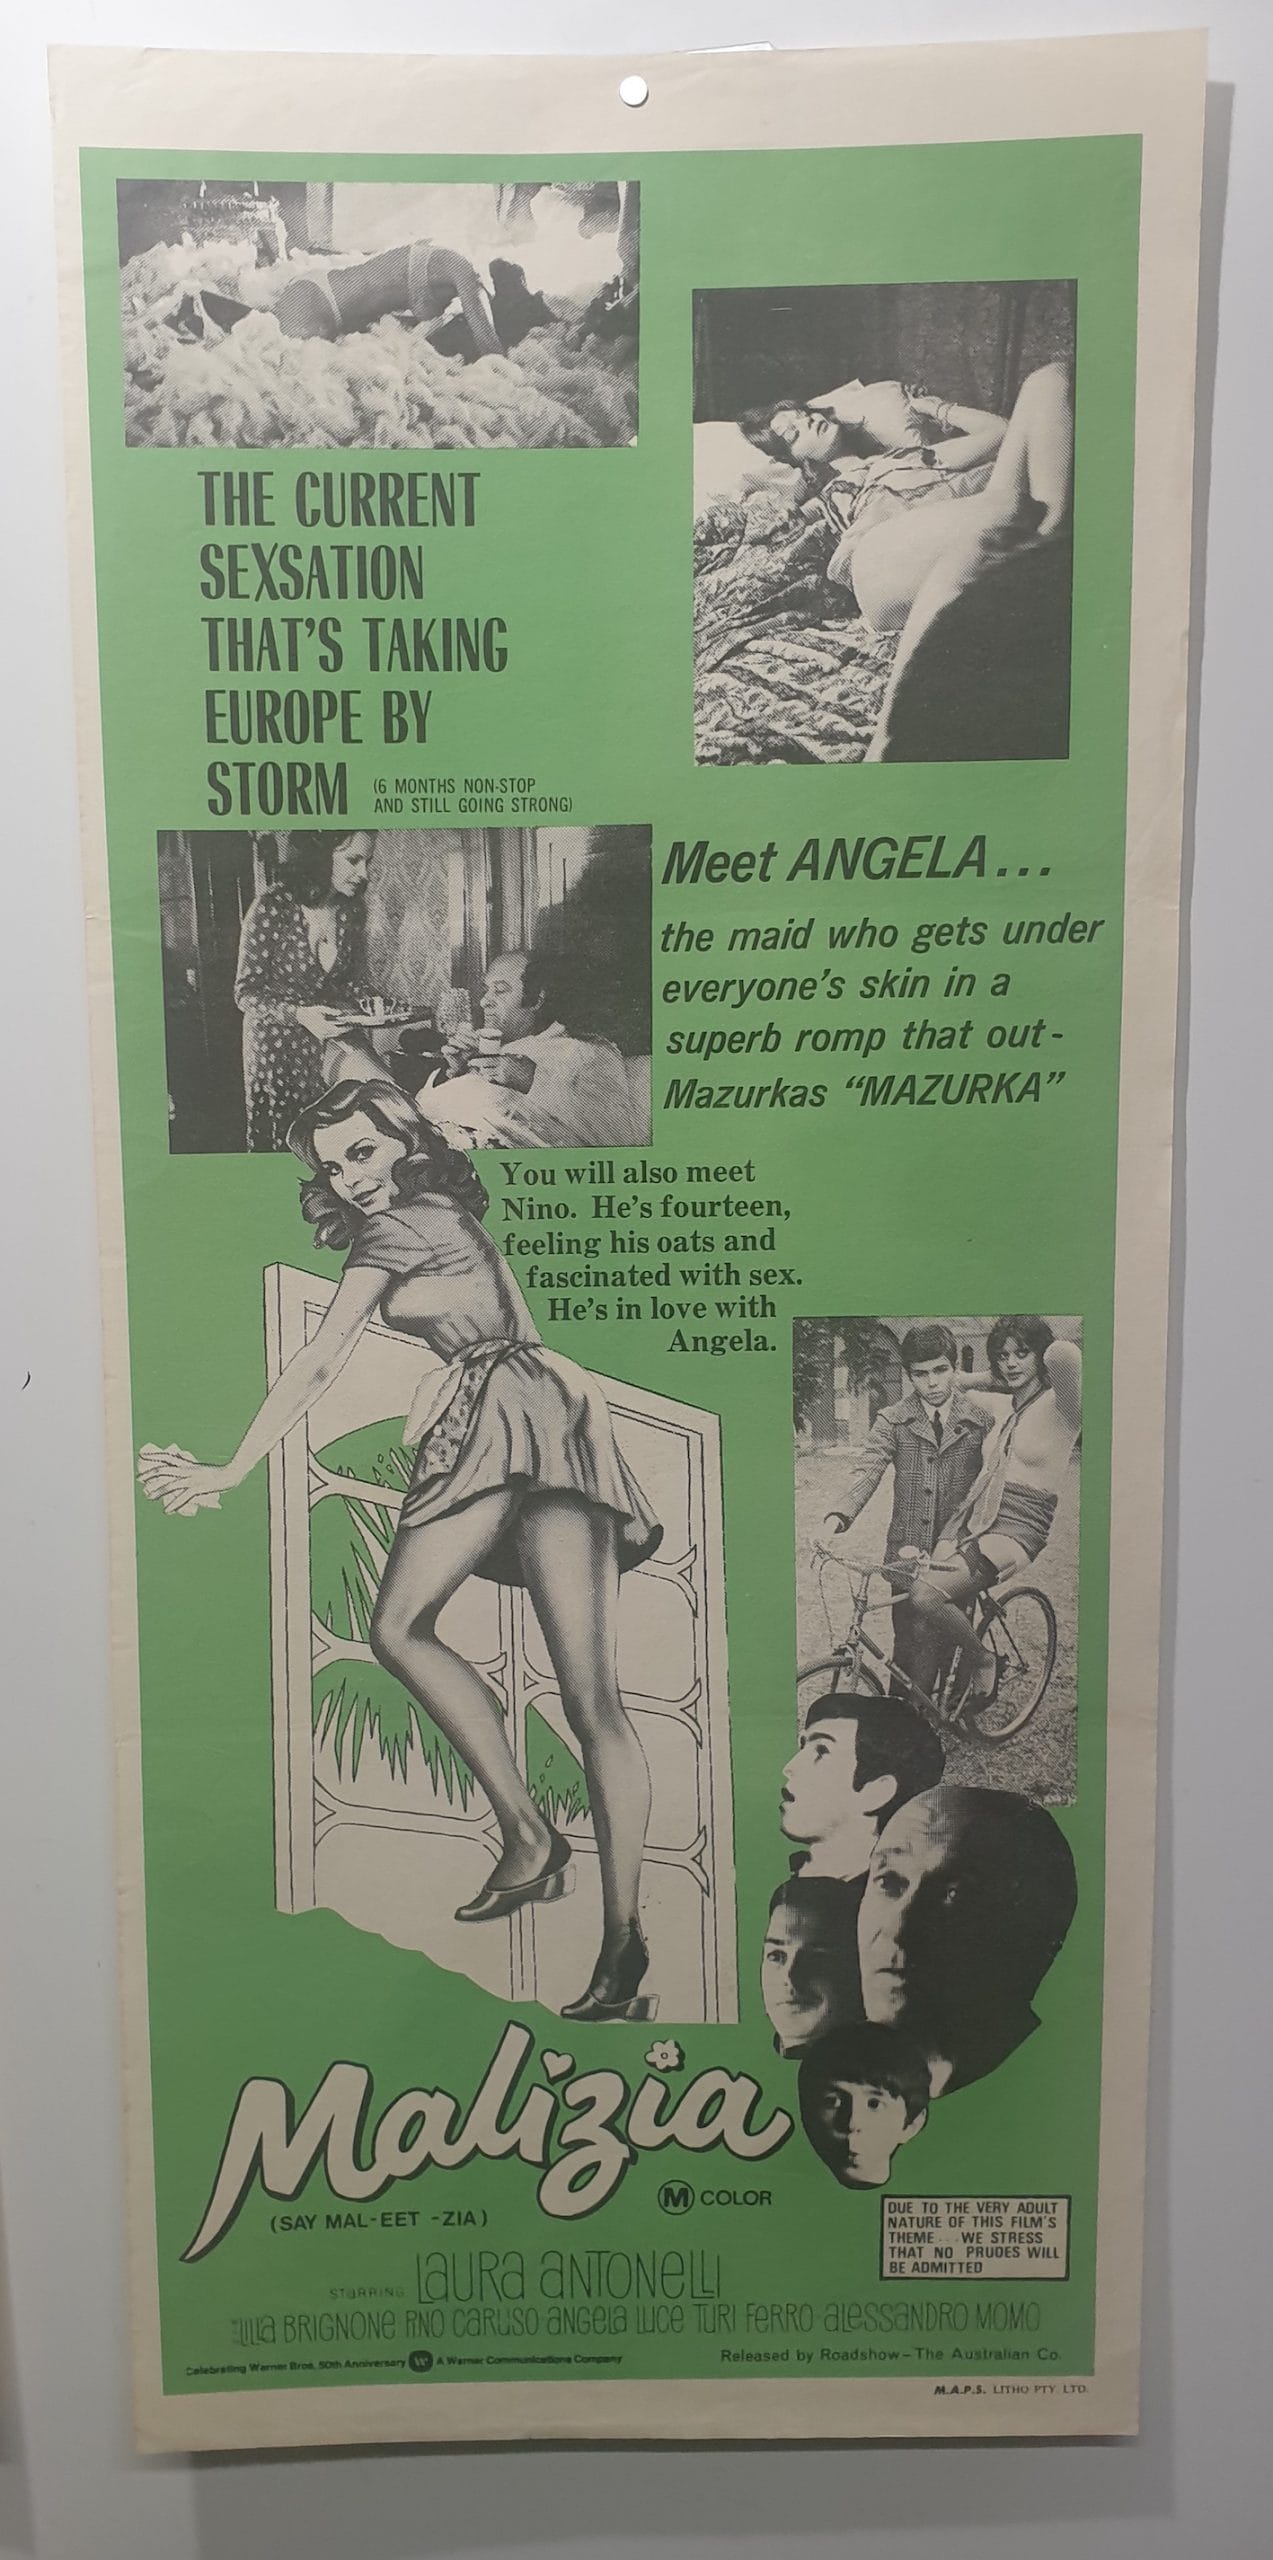 THE CURRENT
SEXSATION
THAT'S TAKING
EUROPE BY
STORM
(6 MONTHS NON-STOP
AND STILL GOING STRONG)
Meet ANGELA...
the maid who gets under
everyone's skin in a
superb romp that out-
Mazurkas "MAZURKA"
You will also meet
Nino. He's fourteen,
feeling his oats and
fascinated with sex.
He's in love with
Angela.
Malizia
(SAY MAL-EET -ZIA)
M COLOR
DUE TO THE VERY ADULT
NATURE OF THIS FILM'S
THEME...WE STRESS
THAT NO PRUDES WILL
BE ADMITTED
STARRING LAURA ANTONELLI
LILLA BRIGNONE PINO CARUSO ANGELA LUCE TURI FERRO ALESSANDRO MOMO
Celebrating Warner Bros. 50th Anniversary W A Warner Communications Company
Released by Roadshow-The Australian Co.
M.A.P.S. LITHO PTY. LTD.